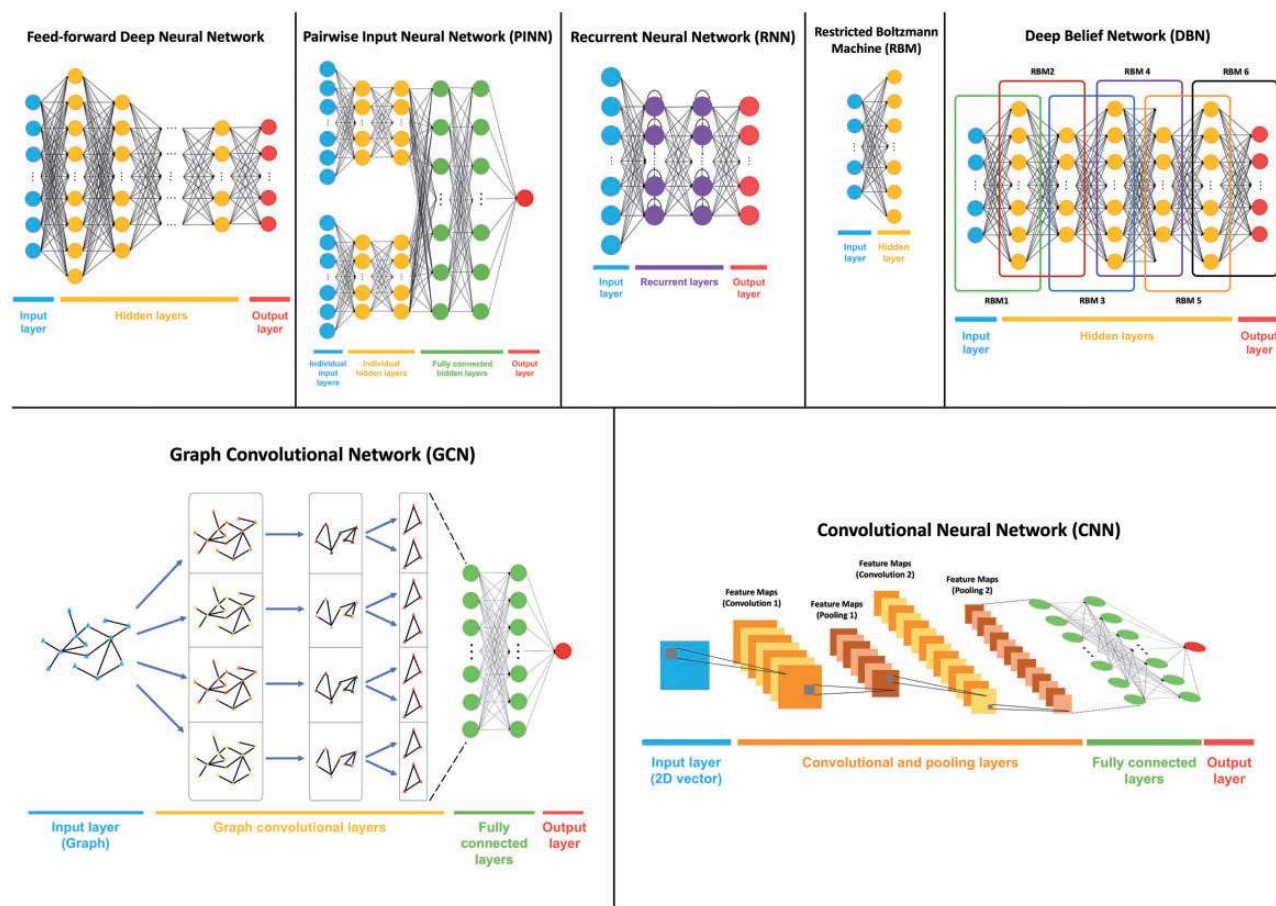 Feed-forward Deep Neural Network
Input
layer
Hidden layers
Output
layer
Pairwise Input Neural Network (PINN)
Individual
input
layers
Individual
hidden layers
Fully connected
hidden layers
Output
layer
Recurrent Neural Network (RNN)
Input
layer
Recurrent layers
Output
layer
Restricted Boltzmann
Machine (RBM)
Input
layer
Hidden
layer
Deep Belief Network (DBN)
RBM2
RBM 4
RBM 6
RBM1
RBM 3
RBM 5
Input
layer
Hidden layers
Output
layer
Graph Convolutional Network (GCN)
Input layer
(Graph)
Graph convolutional layers
Fully
connected
layers
Output
layer
Convolutional Neural Network (CNN)
Feature Maps
(Convolution 1)
Feature Maps
(Pooling 1)
Feature Maps
(Convolution 2)
Feature Maps
(Pooling 2)
Input layer
(2D vector)
Convolutional and pooling layers
Fully connected
layers
Output
layer